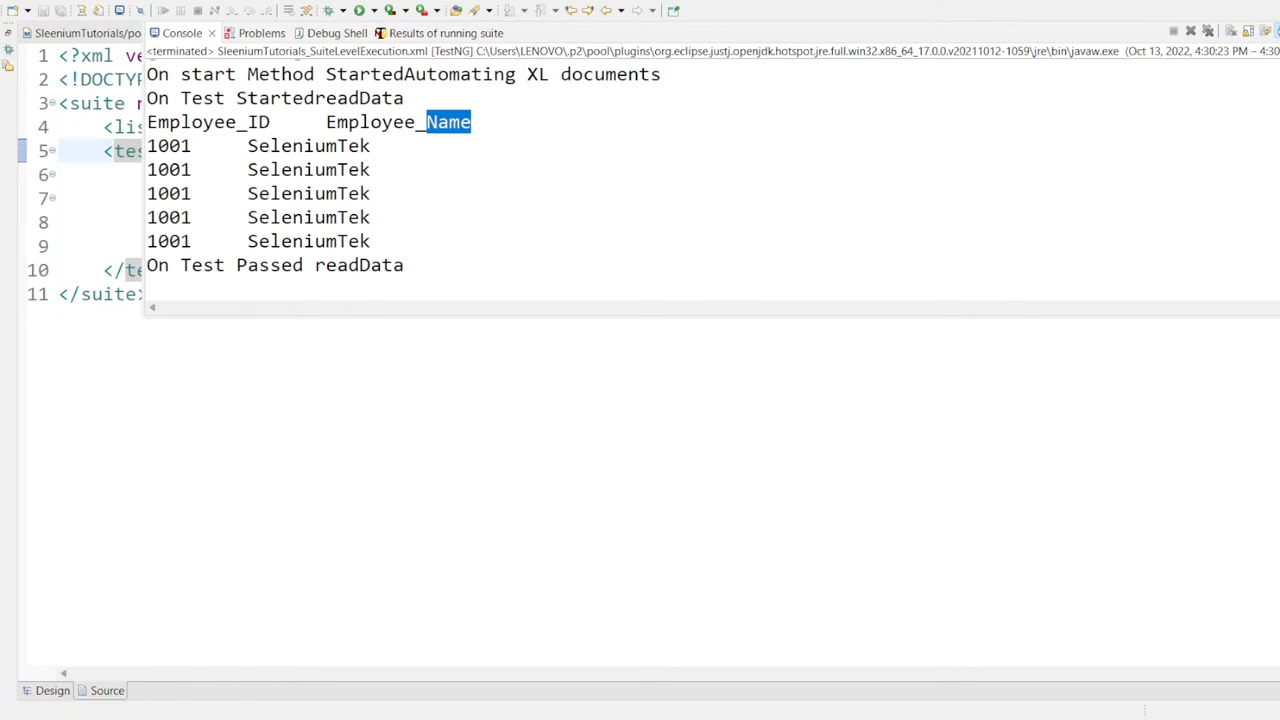 SleeniumTutorials/po
Console
Problems
Debug Shell
Results of running suite
<terminated> SleeniumTutorials_SuiteLevelExecution.xml [TestNG] C:\Users\LENOVO\.p2\pool\plugins\org.eclipse.justj.openjdk.hotspot.jre.full.win32.x86_64_17.0.0.v20211012-1059\jre\bin\javaw.exe (Oct 13, 2022, 4:30:23 PM – 4:30
1 <?xml ve
2 <!DOCTY
3 <suite
4 <lis
5 <tes
6
7
8
9
10 </te
11 </suite>
On start Method StartedAutomating XL documents
On Test StartedreadData
Employee_ID Employee_Name
1001 SeleniumTek
1001 SeleniumTek
1001 SeleniumTek
1001 SeleniumTek
1001 SeleniumTek
On Test Passed readData
Design
Source